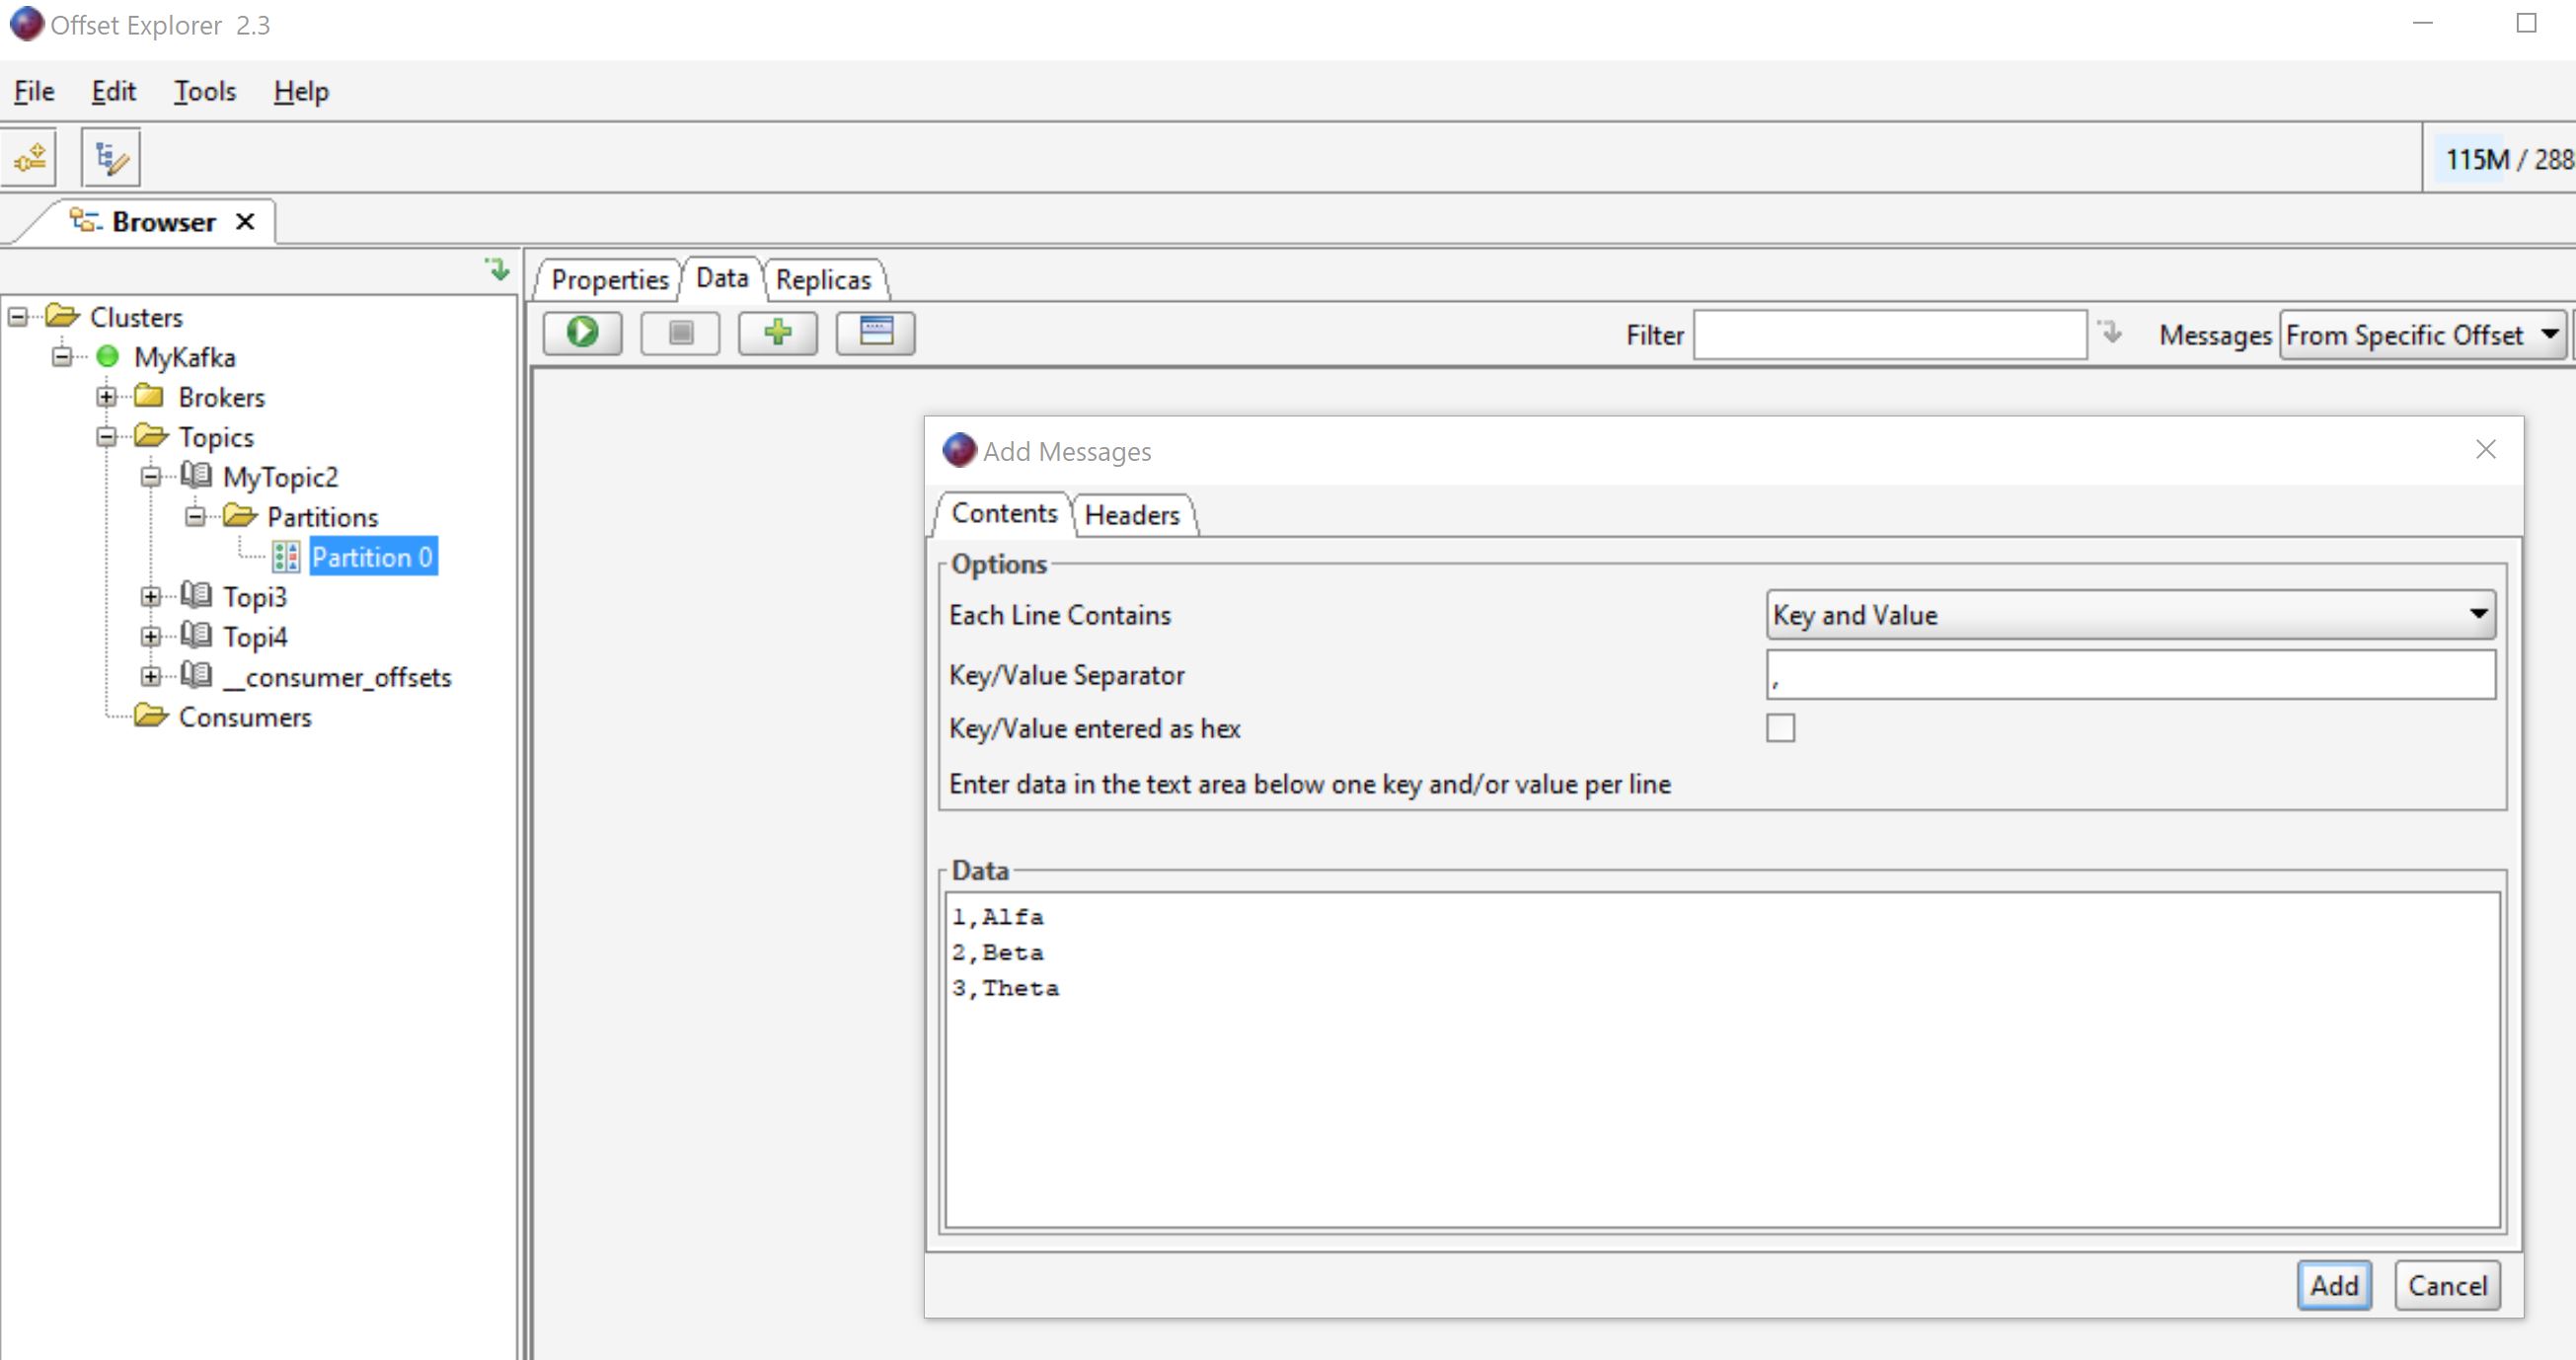 Offset Explorer 2.3
File Edit Tools Help
115M / 288
Browser
Properties Data Replicas
Filter Messages From Specific Offset
Clusters
MyKafka
Brokers
Topics
MyTopic2
Partitions
Partition 0
Topi3
Topi4
__consumer_offsets
Consumers
Add Messages
Contents Headers
Options
Each Line Contains Key and Value
Key/Value Separator ,
Key/Value entered as hex
Enter data in the text area below one key and/or value per line
Data
1,Alfa
2,Beta
3,Theta
Add Cancel